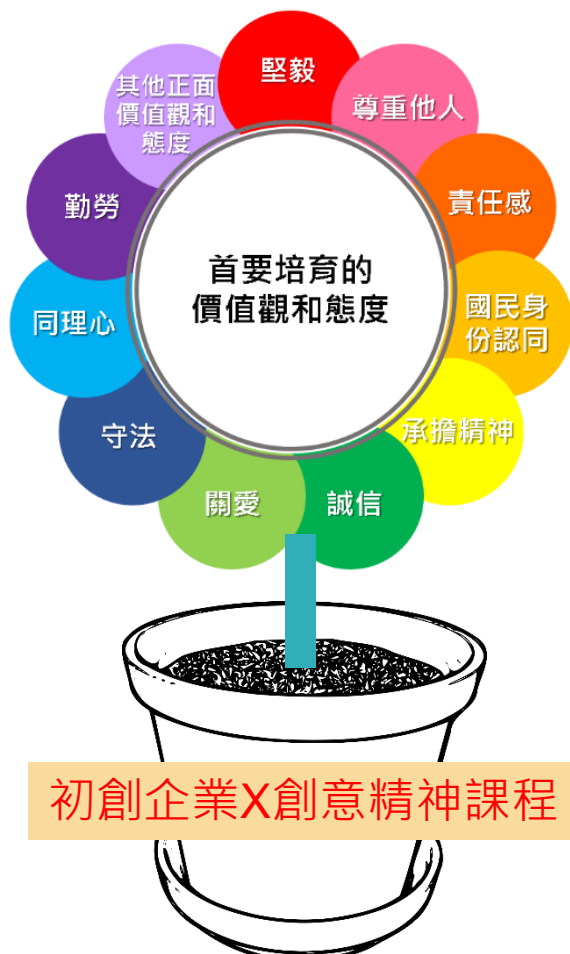 首要培育的
價值觀和態度
堅毅
尊重他人
責任感
國民身
份認同
承擔精神
誠信
關愛
守法
同理心
勤勞
其他正面
價值觀和
態度
初創企業X創意精神課程